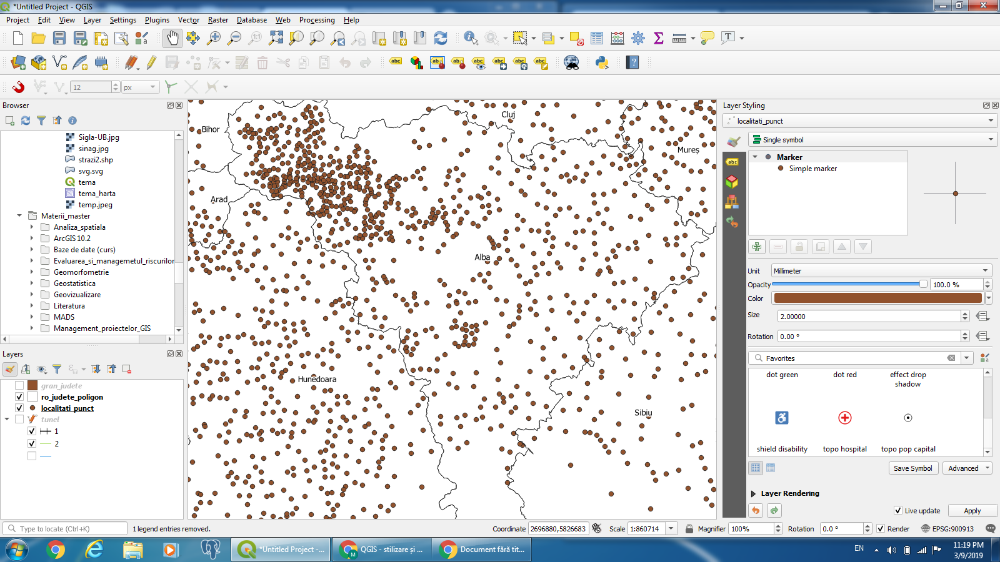 *Untitled Project - QGIS
Project Edit View Layer Settings Plugins Vector Raster Database Web Processing Help
12 px
Browser
Sigla-UB.jpg
sinag.jpg
strazi2.shp
svg.svg
tema
tema_harta
temp.jpeg
Materii_master
Analiza_spatiala
ArcGIS 10.2
Baze de date (curs)
Evaluarea_si_managemetul_riscurilor
Geomorfometrie
Geostatistica
Geovizualizare
Literatura
MADS
Management_proiectelor_GIS
Layers
gran_judete
ro_judete_poligon
localitati_punct
tunel
1
2
Bihor
Cluj
Mureș
Arad
Alba
Hunedoara
Sibiu
Layer Styling
localitati_punct
Single symbol
Marker
Simple marker
Unit Millimeter
Opacity 100.0 %
Color
Size 2.00000
Rotation 0.00 °
Favorites
dot green dot red effect drop shadow
shield disability topo hospital topo pop capital
Save Symbol Advanced
Layer Rendering
Live update Apply
Type to locate (Ctrl+K) 1 legend entries removed. Coordinate 2696880,5826683 Scale 1:860714 Magnifier 100% Rotation 0.0 ° Render EPSG:900913
*Untitled Project -... QGIS - stilizare și ... Document fără tit...
EN 11:19 PM
3/9/2019